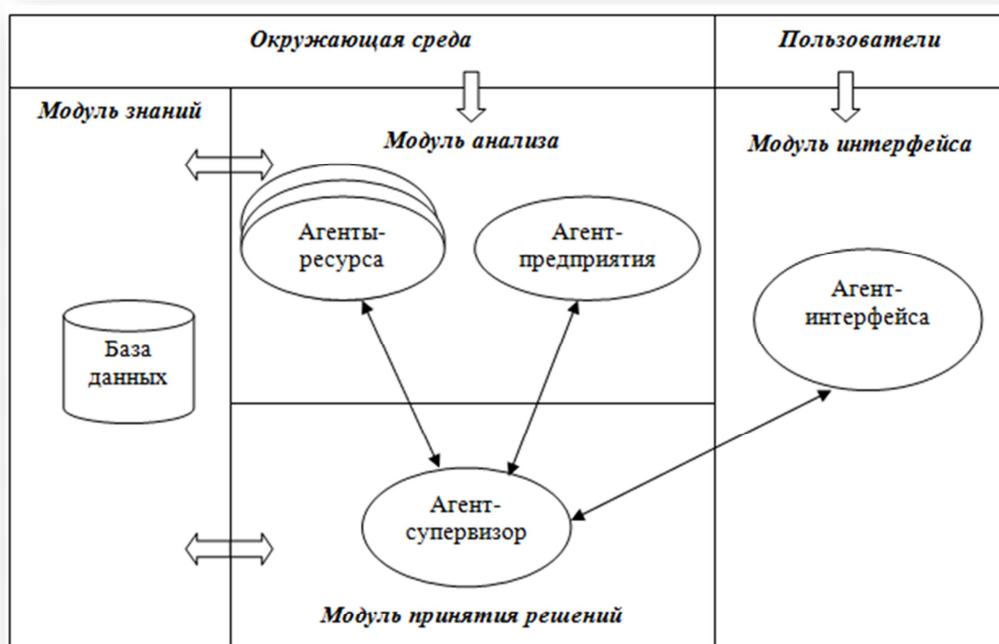 Окружающая среда
Пользователи
Модуль знаний
Модуль анализа
Модуль интерфейса
Агенты-
ресурса
Агент-
предприятия
Агент-
интерфейса
База
данных
Агент-
супервизор
Модуль принятия решений